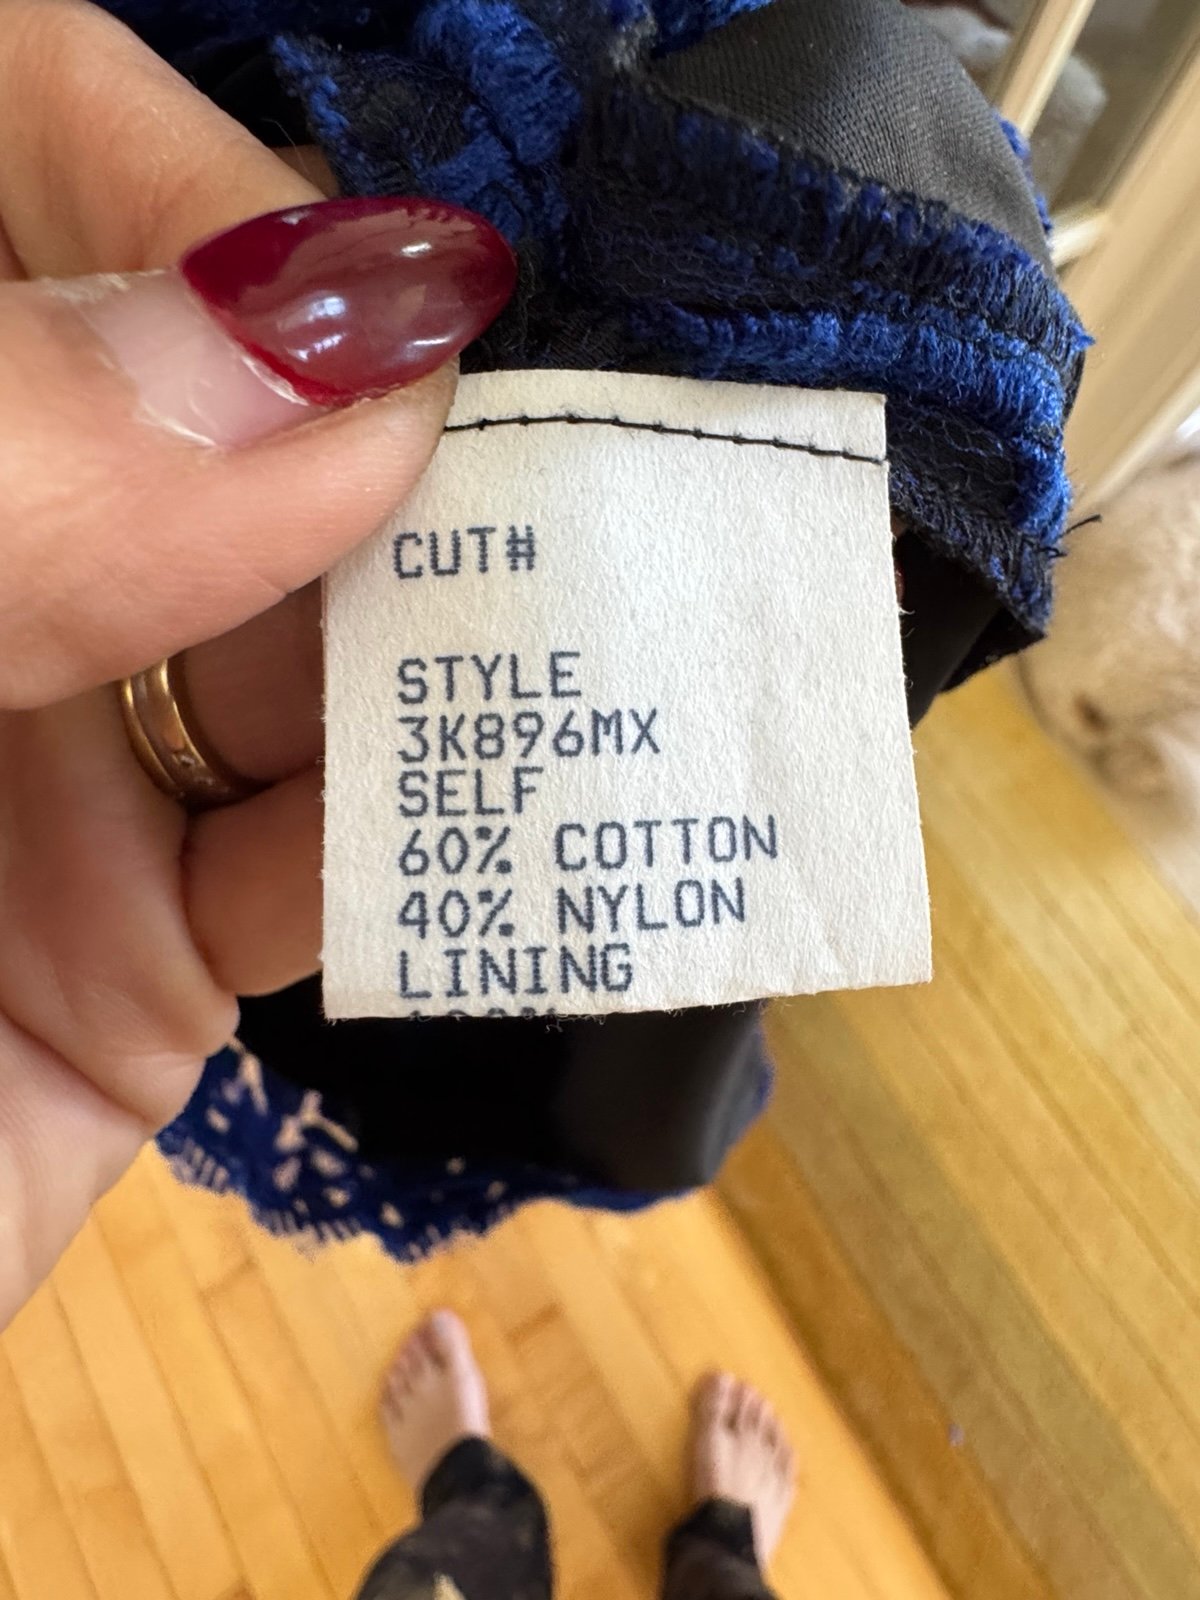 CUT#
STYLE
3K896MX
SELF
60% COTTON
40% NYLON
LINING